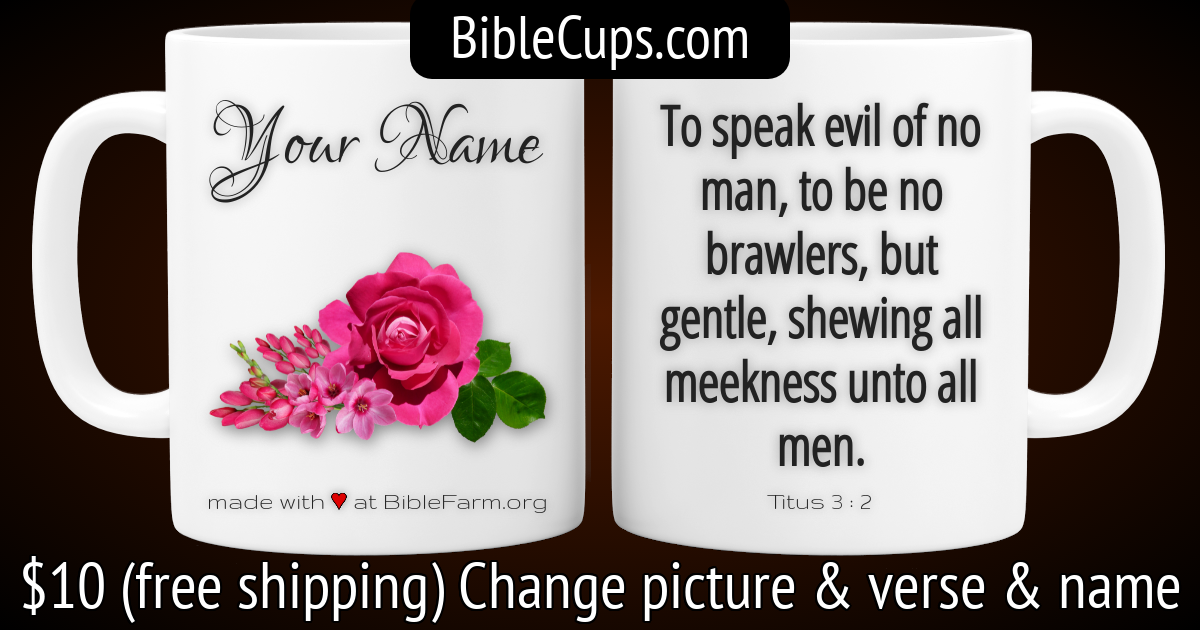 BibleCups.com
Your Name
made with ♥ at BibleFarm.org
To speak evil of no
man, to be no
brawlers, but
gentle, shewing all
meekness unto all
men.
Titus 3 : 2
$10 (free shipping) Change picture & verse & name